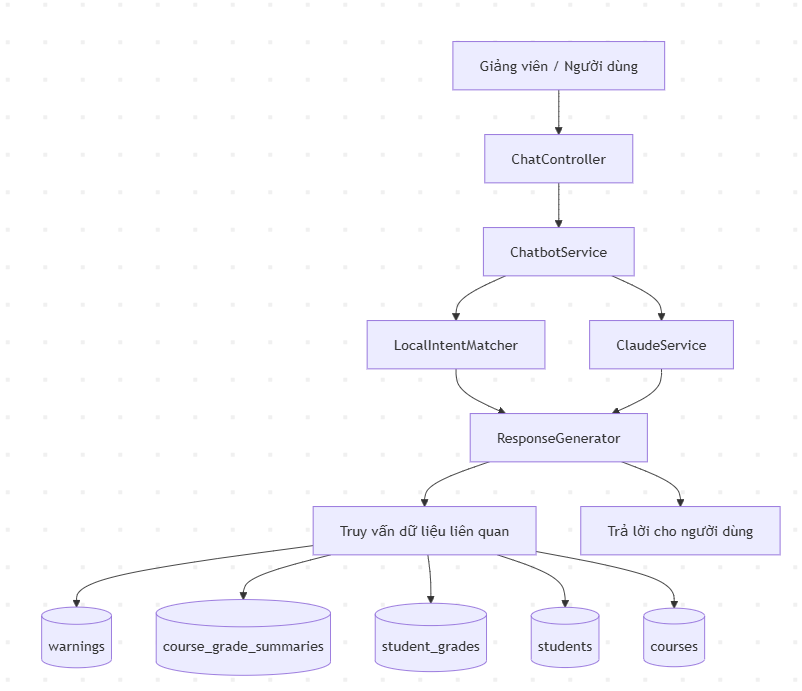 Giảng viên / Người dùng
ChatController
ChatbotService
LocalIntentMatcher
ClaudeService
ResponseGenerator
Truy vấn dữ liệu liên quan
Trả lời cho người dùng
warnings
course_grade_summaries
student_grades
students
courses